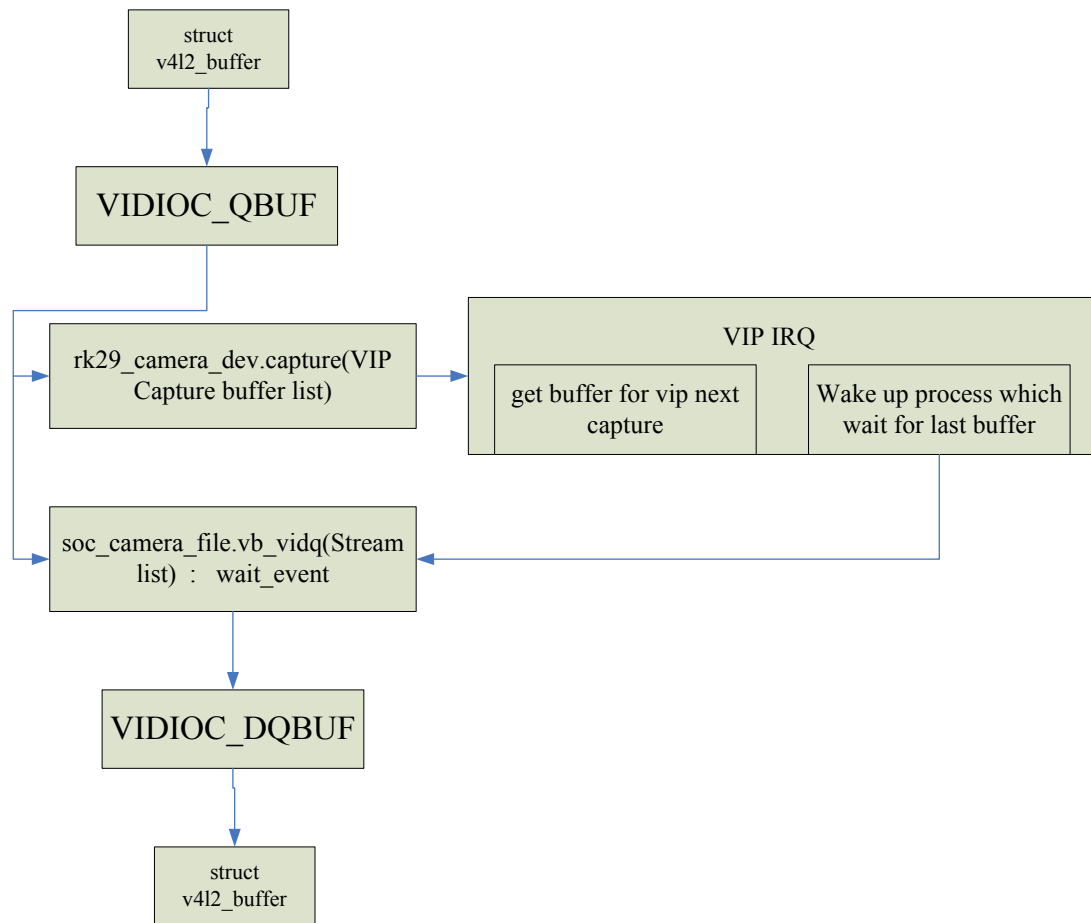 struct
v4l2_buffer
VIDIOC_QBUF
rk29_camera_dev.capture(VIP
Capture buffer list)
VIP IRQ
get buffer for vip next
capture
Wake up process which
wait for last buffer
soc_camera_file.vb_vidq(Stream
list) : wait_event
VIDIOC_DQBUF
struct
v4l2_buffer